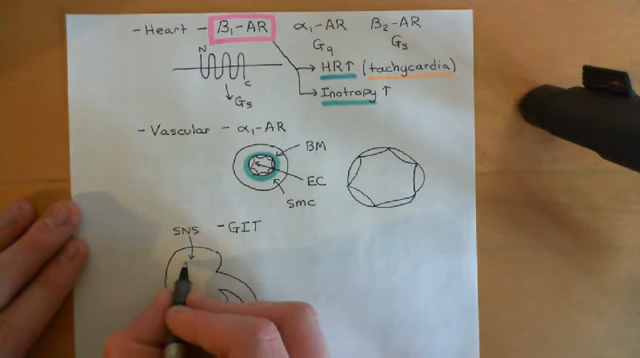 - Heart - β₁-AR α₁-AR β₂-AR
Gq Gs
N
HR↑ (tachycardia)
C
Gs
Inotropy ↑
- Vascular - α₁-AR
BM
EC
SMC
SNS - GIT